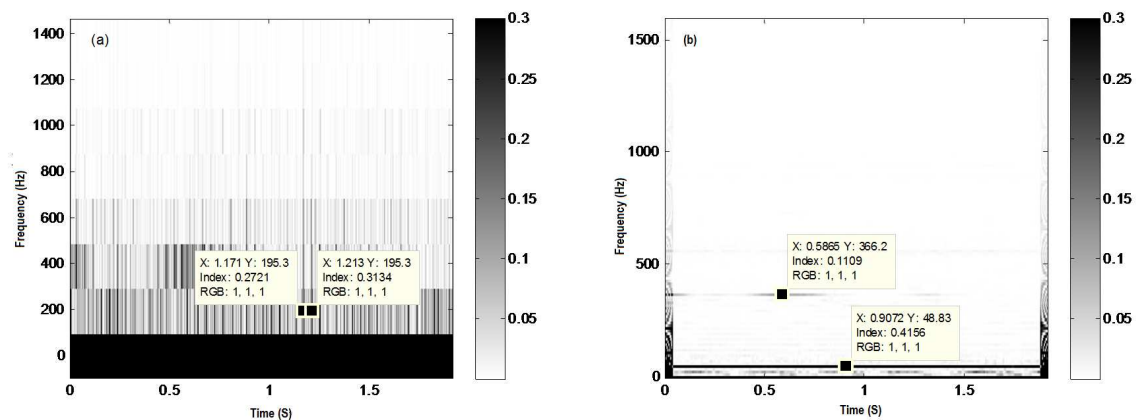 (a)
1400
1200
1000
800
600
400
200
0
Frequency (Hz)
X: 1.171 Y: 195.3
Index: 0.2721
RGB: 1, 1, 1
X: 1.213 Y: 195.3
Index: 0.3134
RGB: 1, 1, 1
0 0.5 1 1.5
Time (S)
0.3
0.25
0.2
0.15
0.1
0.05
(b)
1500
1000
500
0
Frequency (Hz)
X: 0.5865 Y: 366.2
Index: 0.1109
RGB: 1, 1, 1
X: 0.9072 Y: 48.83
Index: 0.4156
RGB: 1, 1, 1
0 0.5 1 1.5
Time (S)
0.3
0.25
0.2
0.15
0.1
0.05